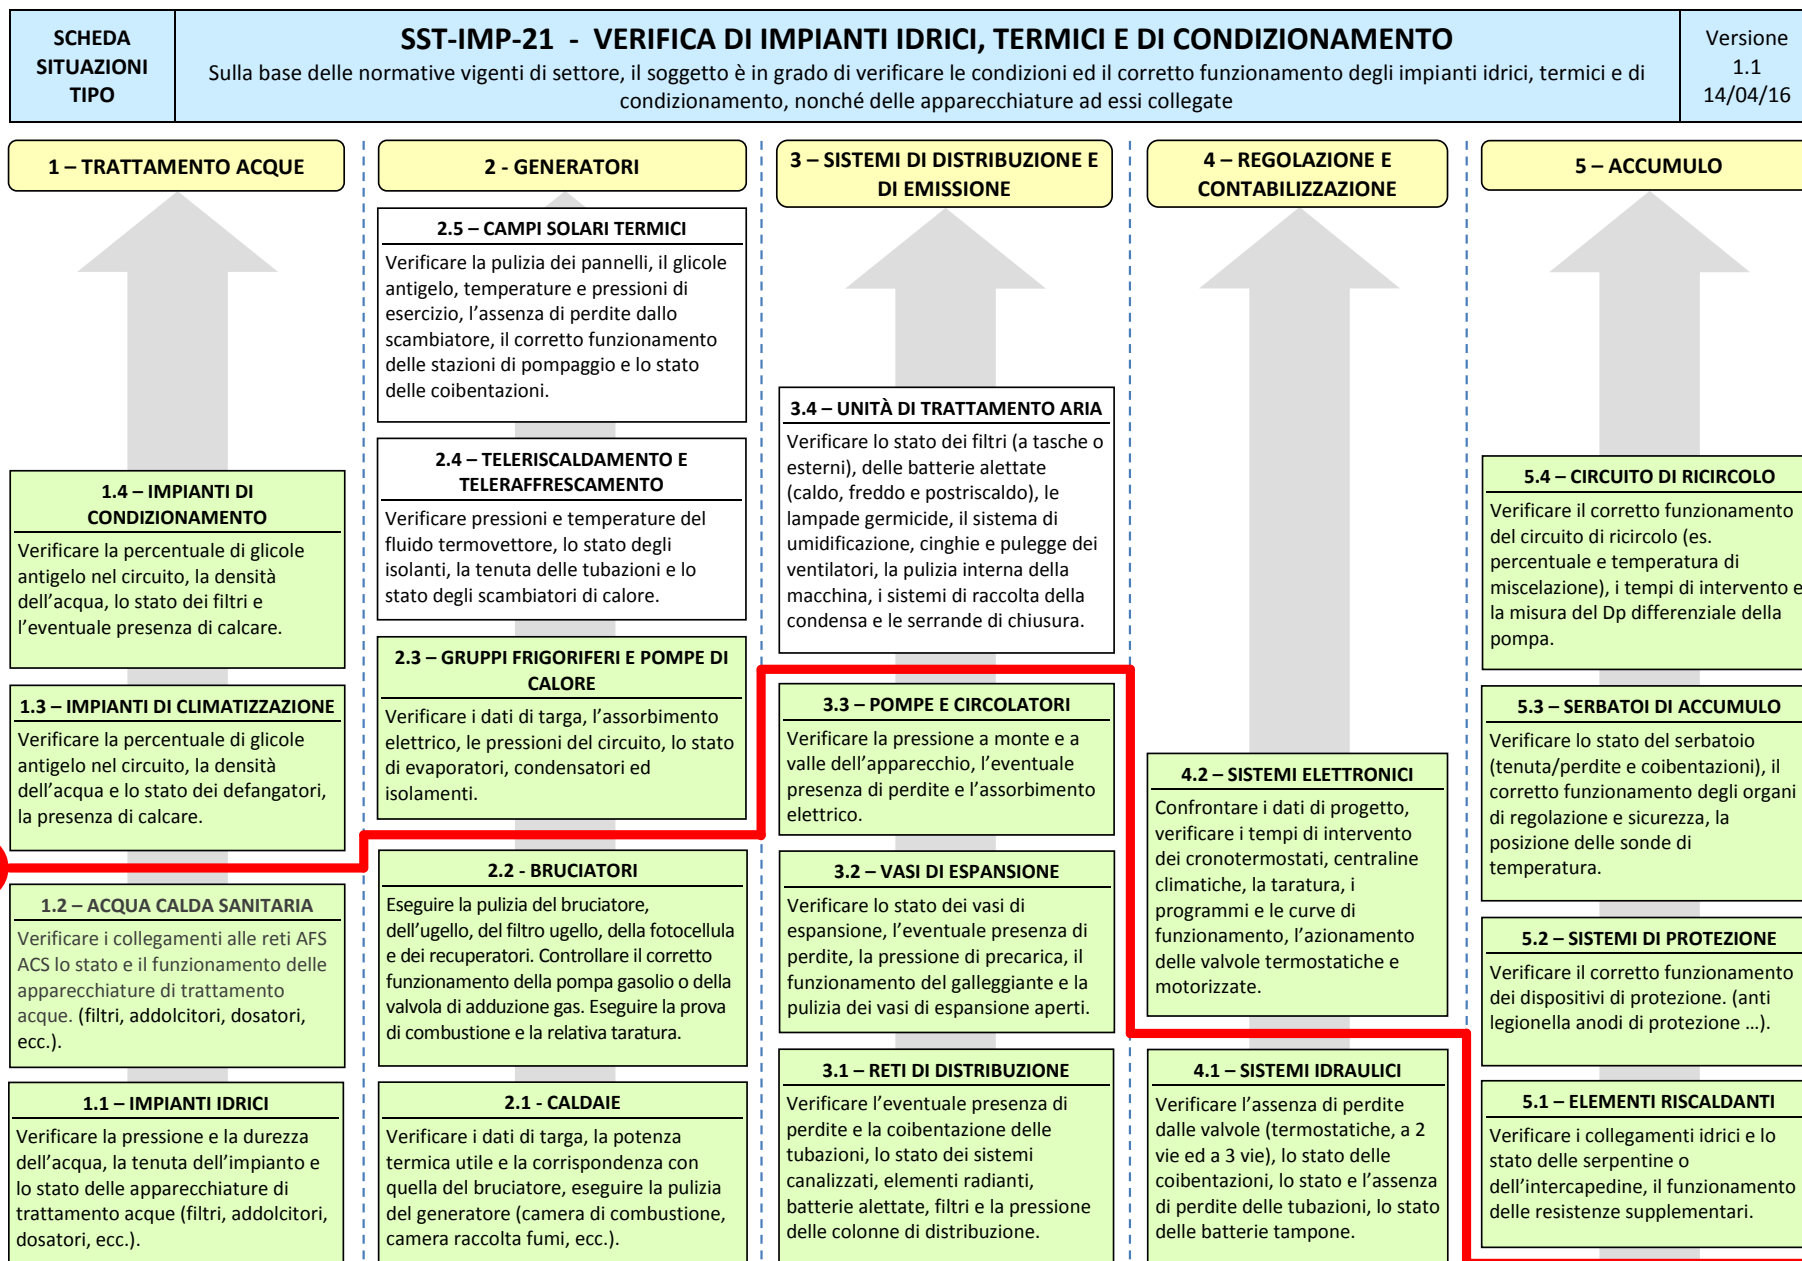 SCHEDA
SITUAZIONI
TIPO
SST-IMP-21 - VERIFICA DI IMPIANTI IDRICI, TERMICI E DI CONDIZIONAMENTO
Sulla base delle normative vigenti di settore, il soggetto è in grado di verificare le condizioni ed il corretto funzionamento degli impianti idrici, termici e di
condizionamento, nonché delle apparecchiature ad essi collegate
Versione
1.1
14/04/16
1 – TRATTAMENTO ACQUE
1.4 – IMPIANTI DI
CONDIZIONAMENTO
Verificare la percentuale di glicole
antigelo nel circuito, la densità
dell'acqua, lo stato dei filtri e
l'eventuale presenza di calcare.
1.3 – IMPIANTI DI CLIMATIZZAZIONE
Verificare la percentuale di glicole
antigelo nel circuito, la densità
dell'acqua e lo stato dei defangatori,
la presenza di calcare.
1.2 – ACQUA CALDA SANITARIA
Verificare i collegamenti alle reti AFS
ACS lo stato e il funzionamento delle
apparecchiature di trattamento
acque. (filtri, addolcitori, dosatori,
ecc.).
1.1 – IMPIANTI IDRICI
Verificare la pressione e la durezza
dell'acqua, la tenuta dell'impianto e
lo stato delle apparecchiature di
trattamento acque (filtri, addolcitori,
dosatori, ecc.).
2 - GENERATORI
2.5 – CAMPI SOLARI TERMICI
Verificare la pulizia dei pannelli, il glicole
antigelo, temperature e pressioni di
esercizio, l'assenza di perdite dallo
scambiatore, il corretto funzionamento
delle stazioni di pompaggio e lo stato
delle coibentazioni.
2.4 – TELERISCALDAMENTO E
TELERAFFRESCAMENTO
Verificare pressioni e temperature del
fluido termovettore, lo stato degli
isolanti, la tenuta delle tubazioni e lo
stato degli scambiatori di calore.
2.3 – GRUPPI FRIGORIFERI E POMPE DI
CALORE
Verificare i dati di targa, l'assorbimento
elettrico, le pressioni del circuito, lo stato
di evaporatori, condensatori ed
isolamenti.
2.2 - BRUCIATORI
Eseguire la pulizia del bruciatore,
dell'ugello, del filtro ugello, della fotocellula
e dei recuperatori. Controllare il corretto
funzionamento della pompa gasolio o della
valvola di adduzione gas. Eseguire la prova
di combustione e la relativa taratura.
2.1 - CALDAIE
Verificare i dati di targa, la potenza
termica utile e la corrispondenza con
quella del bruciatore, eseguire la pulizia
del generatore (camera di combustione,
camera raccolta fumi, ecc.).
3 – SISTEMI DI DISTRIBUZIONE E
DI EMISSIONE
3.4 – UNITÀ DI TRATTAMENTO ARIA
Verificare lo stato dei filtri (a tasche o
esterni), delle batterie alettate
(caldo, freddo e postriscaldo), le
lampade germicide, il sistema di
umidificazione, cinghie e pulegge dei
ventilatori, la pulizia interna della
macchina, i sistemi di raccolta della
condensa e le serrande di chiusura.
3.3 – POMPE E CIRCOLATORI
Verificare la pressione a monte e a
valle dell'apparecchio, l'eventuale
presenza di perdite e l'assorbimento
elettrico.
3.2 – VASI DI ESPANSIONE
Verificare lo stato dei vasi di
espansione, l'eventuale presenza di
perdite, la pressione di precarica, il
funzionamento del galleggiante e la
pulizia dei vasi di espansione aperti.
3.1 – RETI DI DISTRIBUZIONE
Verificare l'eventuale presenza di
perdite e la coibentazione delle
tubazioni, lo stato dei sistemi
canalizzati, elementi radianti,
batterie alettate, filtri e la pressione
delle colonne di distribuzione.
4 – REGOLAZIONE E
CONTABILIZZAZIONE
4.2 – SISTEMI ELETTRONICI
Confrontare i dati di progetto,
verificare i tempi di intervento
dei cronotermostati, centraline
climatiche, la taratura, i
programmi e le curve di
funzionamento, l'azionamento
delle valvole termostatiche e
motorizzate.
4.1 – SISTEMI IDRAULICI
Verificare l'assenza di perdite
dalle valvole (termostatiche, a 2
vie ed a 3 vie), lo stato delle
coibentazioni, lo stato e l'assenza
di perdite delle tubazioni, lo stato
delle batterie tampone.
5 – ACCUMULO
5.4 – CIRCUITO DI RICIRCOLO
Verificare il corretto funzionamento
del circuito di ricircolo (es.
percentuale e temperatura di
miscelazione), i tempi di intervento e
la misura del Dp differenziale della
pompa.
5.3 – SERBATOI DI ACCUMULO
Verificare lo stato del serbatoio
(tenuta/perdite e coibentazioni), il
corretto funzionamento degli organi
di regolazione e sicurezza, la
posizione delle sonde di
temperatura.
5.2 – SISTEMI DI PROTEZIONE
Verificare il corretto funzionamento
dei dispositivi di protezione. (anti
legionella anodi di protezione …).
5.1 – ELEMENTI RISCALDANTI
Verificare i collegamenti idrici e lo
stato delle serpentine o
dell'intercapedine, il funzionamento
delle resistenze supplementari.